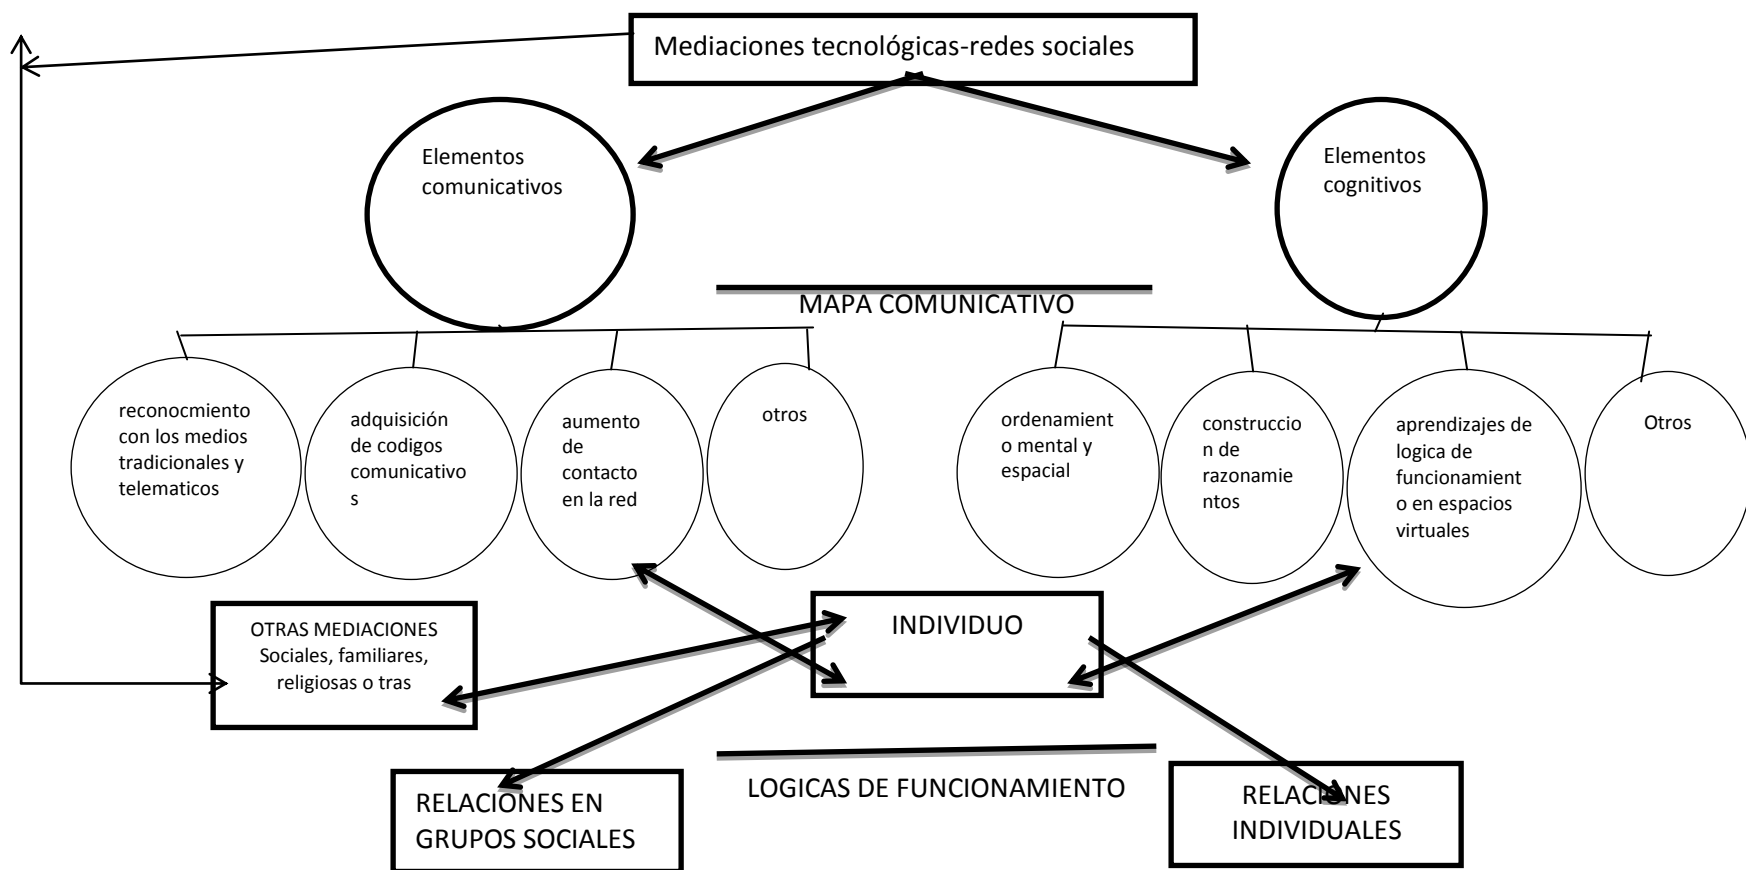 Mediaciones tecnológicas-redes sociales
Elementos
comunicativos
Elementos
cognitivos
MAPA COMUNICATIVO
reconocmiento
con los medios
tradicionales y
telematicos
adquisición
de codigos
comunicativo
s
aumento
de
contacto
en la red
otros
ordenamient
o mental y
espacial
construccio
n de
razonamie
ntos
aprendizajes de
logica de
funcionamient
o en espacios
virtuales
Otros
OTRAS MEDIACIONES
Sociales, familiares,
religiosas o tras
INDIVIDUO
LOGICAS DE FUNCIONAMIENTO
RELACIONES EN
GRUPOS SOCIALES
RELACIONES
INDIVIDUALES